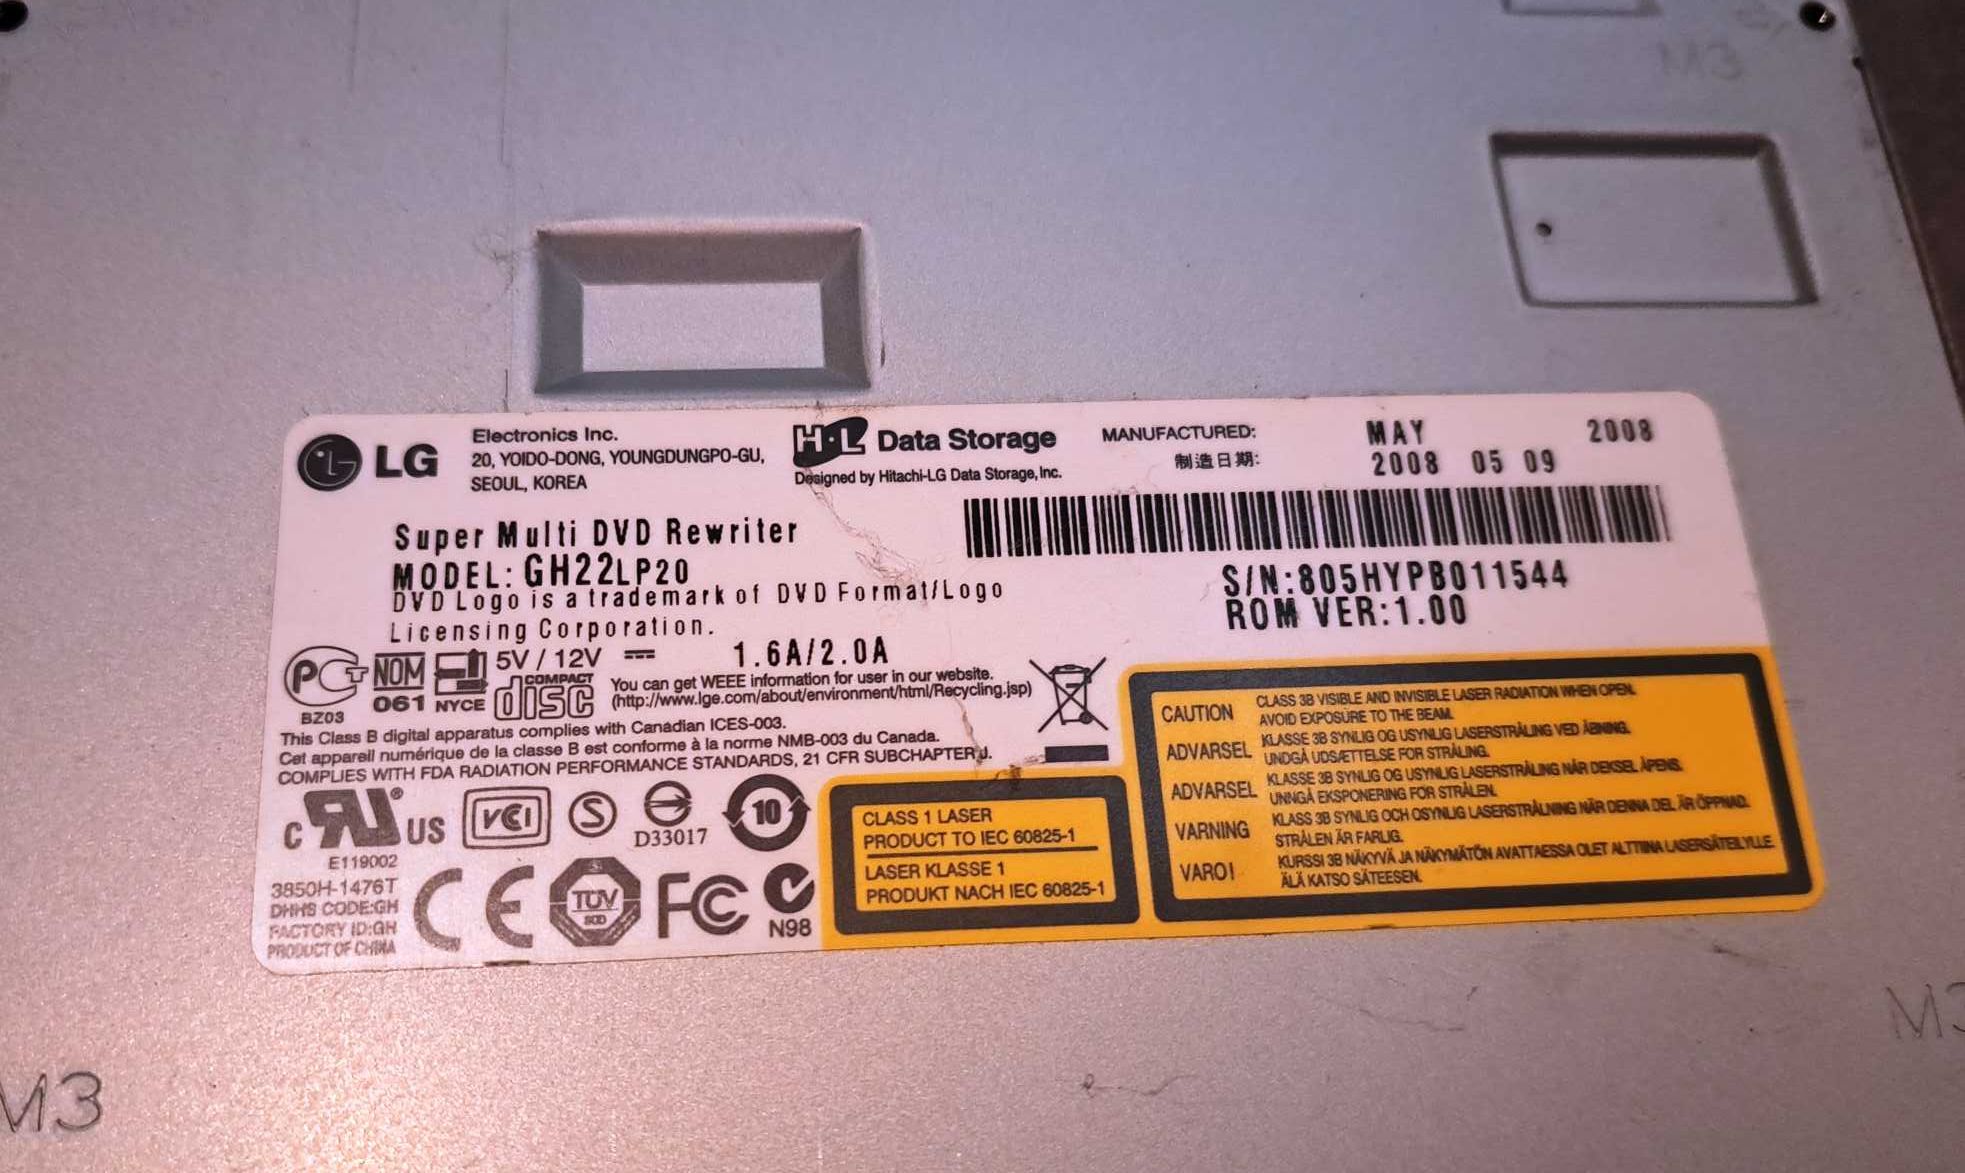 M3
LG
Electronics Inc.
20, YOIDO-DONG, YOUNGDUNGPO-GU,
SEOUL, KOREA
H·L Data Storage
Designed by Hitachi-LG Data Storage, Inc.
MANUFACTURED: MAY 2008
制造日期: 2008 05 09
Super Multi DVD Rewriter
MODEL: GH22LP20
DVD Logo is a trademark of DVD Format/Logo
Licensing Corporation.
S/N:805HYPB011544
ROM VER:1.00
5V / 12V 1.6A/2.0A
PCT
BZ03
NOM
061
NYCE
COMPACT
disc
You can get WEEE information for user in our website.
(http://www.lge.com/about/environment/html/Recycling.jsp)
This Class B digital apparatus complies with Canadian ICES-003.
Cet appareil numérique de la classe B est conforme à la norme NMB-003 du Canada.
COMPLIES WITH FDA RADIATION PERFORMANCE STANDARDS, 21 CFR SUBCHAPTER J.
C RU ® US
E119002
VCI
S
D33017
10
3850H-1476T
DHHS CODE:GH
FACTORY ID:GH
PRODUCT OF CHINA
CE
TÜV
FC
N98
CLASS 1 LASER
PRODUCT TO IEC 60825-1
LASER KLASSE 1
PRODUKT NACH IEC 60825-1
CAUTION CLASS 3B VISIBLE AND INVISIBLE LASER RADIATION WHEN OPEN.
AVOID EXPOSURE TO THE BEAM.
ADVARSEL KLASSE 3B SYNLIG OG USYNLIG LASERSTRÅLING VED ÅBNING.
UNDGÅ UDSÆTTELSE FOR STRÅLING.
ADVARSEL KLASSE 3B SYNLIG OG USYNLIG LASERSTRÅLING NÅR DEKSEL ÅPENS.
UNNGÅ EKSPONERING FOR STRÅLEN.
VARNING KLASS 3B SYNLIG OCH OSYNLIG LASERSTRÅLNING NÄR DENNA DEL ÄR ÖPPNAD.
STRÅLEN ÄR FARLIG.
VARO! KURSSI 3B NÄKYVÄ JA NÄKYMÄTÖN AVATTAESSA OLET ALTTIINA LASERSÄTEILYLLE.
ÄLÄ KATSO SÄTEESEN.
M3
M3